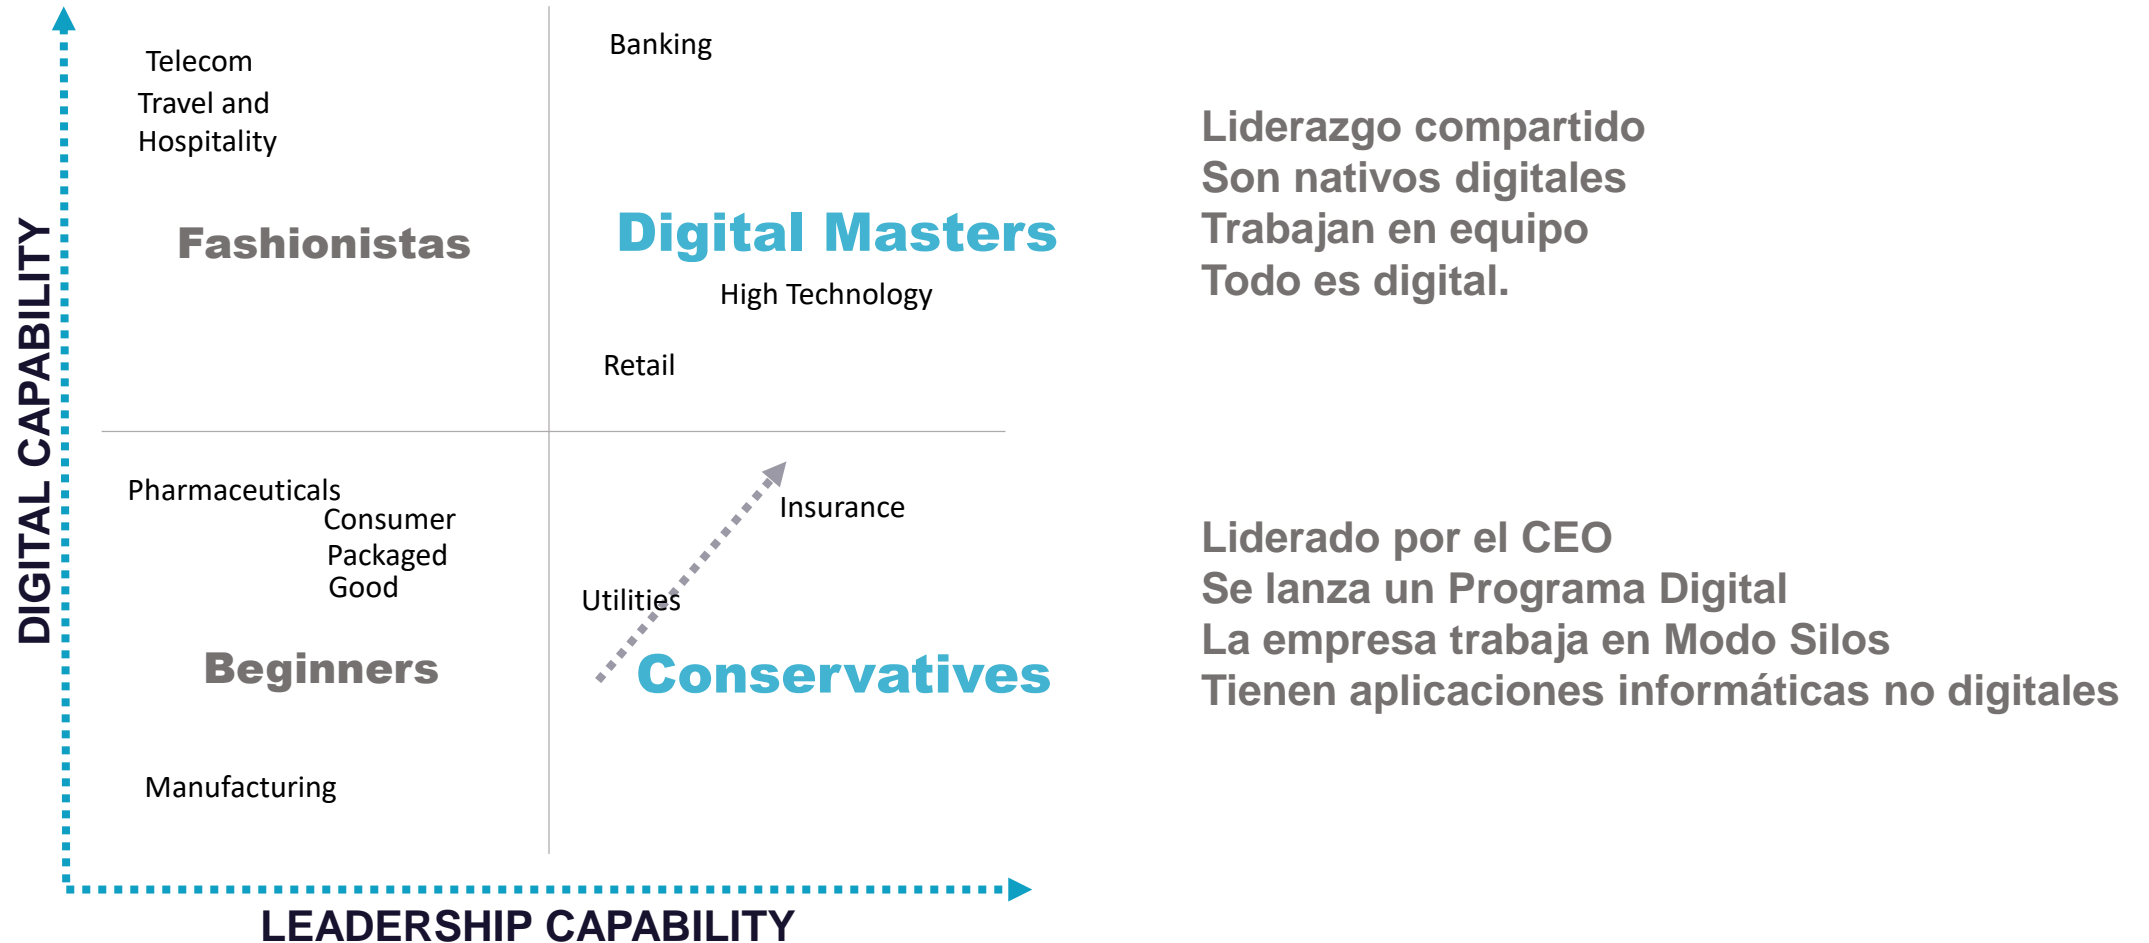 DIGITAL CAPABILITY
Telecom
Travel and
Hospitality
Fashionistas
Banking
Digital Masters
High Technology
Retail
Pharmaceuticals
Consumer
Packaged
Good
Beginners
Manufacturing
Insurance
Utilities
Conservatives
LEADERSHIP CAPABILITY
Liderazgo compartido
Son nativos digitales
Trabajan en equipo
Todo es digital.
Liderado por el CEO
Se lanza un Programa Digital
La empresa trabaja en Modo Silos
Tienen aplicaciones informáticas no digitales